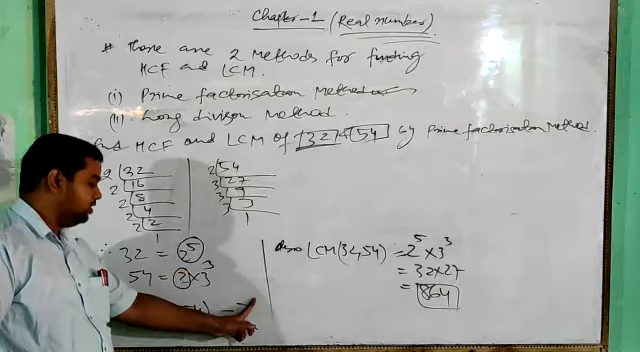 Chapter-1 (Real number)
# There are 2 Methods for finding
HCF and LCM.
(i) Prime factorisation Method
(ii) Long divison Method.
Find HCF and LCM of 32 & 54 by Prime factorisation Method.
2 | 32
2 | 16
2 | 8
2 | 4
2 | 2
1
2 | 54
3 | 27
3 | 9
3 | 3
1
∴ 32 = 2⁵
54 = 2×3³
54) =
LCM(32,54) = 2⁵ × 3³
= 32×27
= 864